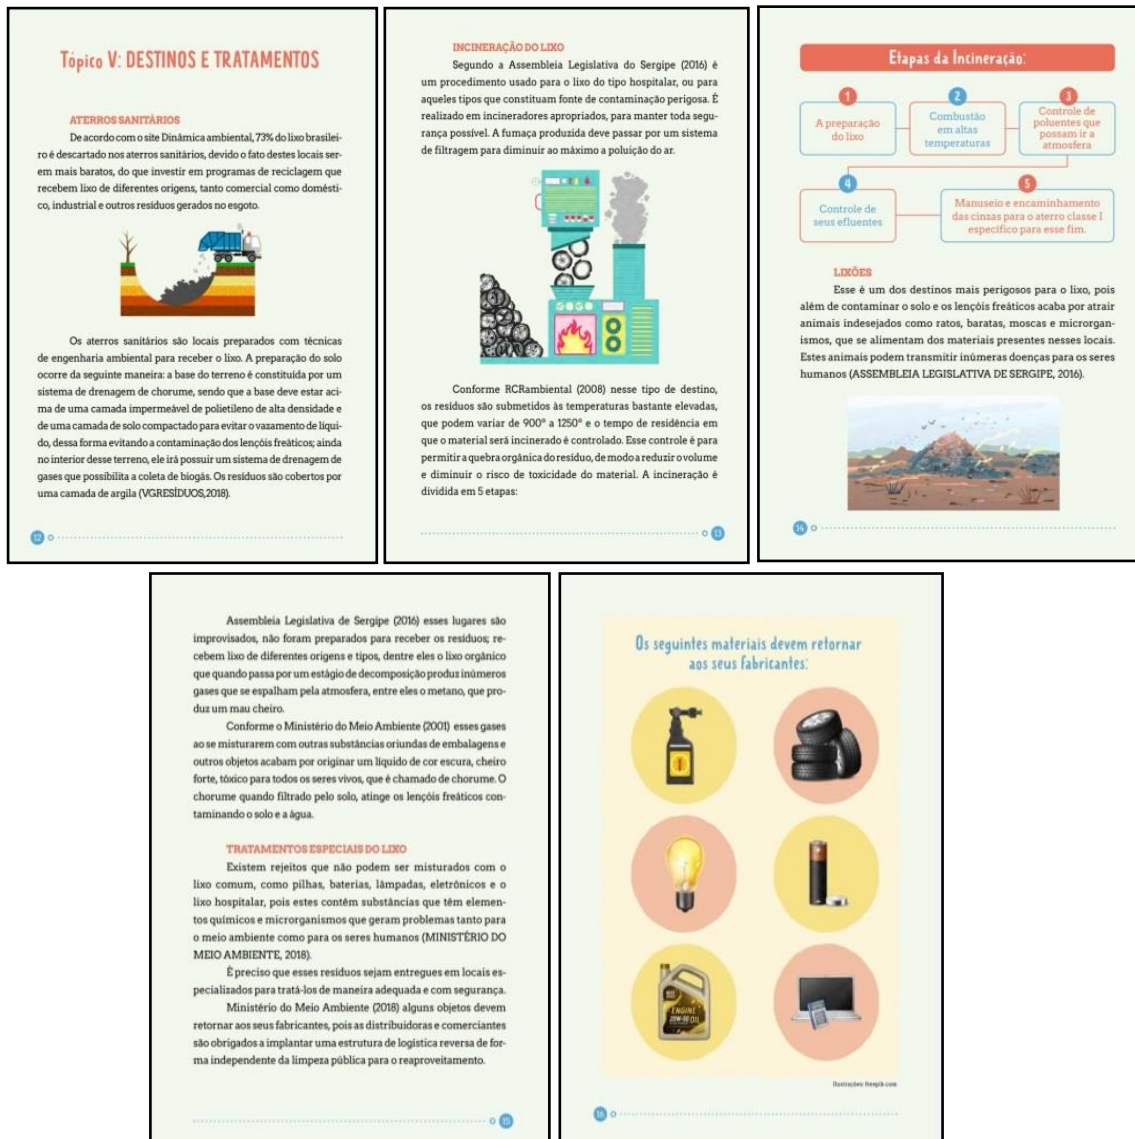 Tópico V: DESTINOS E TRATAMENTOS
ATERROS SANITÁRIOS
De acordo com o site Dinâmica ambiental, 73% do lixo brasilei-
ro é descartado nos aterros sanitários, devido o fato destes locais ser-
em mais baratos, do que investir em programas de reciclagem que
recebem lixo de diferentes origens, tanto comercial como domésti-
co, industrial e outros resíduos gerados no esgoto.
Os aterros sanitários são locais preparados com técnicas
de engenharia ambiental para receber o lixo. A preparação do solo
ocorre da seguinte maneira: a base do terreno é constituída por um
sistema de drenagem de chorume, sendo que a base deve estar aci-
ma de uma camada impermeável de polietileno de alta densidade e
de uma camada de solo compactado para evitar o vazamento de líqui-
do, dessa forma evitando a contaminação dos lençóis freáticos; ainda
no interior desse terreno, ele irá possuir um sistema de drenagem de
gases que possibilita a coleta de biogás. Os resíduos são cobertos por
uma camada de argila (VGRESÍDUOS,2018).
12
INCINERAÇÃO DO LIXO
Segundo a Assembleia Legislativa do Sergipe (2016) é
um procedimento usado para o lixo do tipo hospitalar, ou para
aqueles tipos que constituam fonte de contaminação perigosa. É
realizado em incineradores apropriados, para manter toda segu-
rança possível. A fumaça produzida deve passar por um sistema
de filtragem para diminuir ao máximo a poluição do ar.
Conforme RCRambiental (2008) nesse tipo de destino,
os resíduos são submetidos às temperaturas bastante elevadas,
que podem variar de 900° a 1250° e o tempo de residência em
que o material será incinerado é controlado. Esse controle é para
permitir a quebra orgânica do resíduo, de modo a reduzir o volume
e diminuir o risco de toxicidade do material. A incineração é
dividida em 5 etapas:
13
Etapas da Incineração:
1
A preparação
do lixo
2
Combustão
em altas
temperaturas
3
Controle de
poluentes que
possam ir a
atmosfera
4
Controle de
seus efluentes
5
Manuseio e encaminhamento
das cinzas para o aterro classe I
específico para esse fim.
LIXÕES
Esse é um dos destinos mais perigosos para o lixo, pois
além de contaminar o solo e os lençóis freáticos acaba por atrair
animais indesejados como ratos, baratas, moscas e microrgan-
ismos, que se alimentam dos materiais presentes nesses locais.
Estes animais podem transmitir inúmeras doenças para os seres
humanos (ASSEMBLEIA LEGISLATIVA DE SERGIPE, 2016).
14
Assembleia Legislativa de Sergipe (2016) esses lugares são
improvisados, não foram preparados para receber os resíduos; re-
cebem lixo de diferentes origens e tipos, dentre eles o lixo orgânico
que quando passa por um estágio de decomposição produz inúmeros
gases que se espalham pela atmosfera, entre eles o metano, que pro-
duz um mau cheiro.
Conforme o Ministério do Meio Ambiente (2001) esses gases
ao se misturarem com outras substâncias oriundas de embalagens e
outros objetos acabam por originar um líquido de cor escura, cheiro
forte, tóxico para todos os seres vivos, que é chamado de chorume. O
chorume quando filtrado pelo solo, atinge os lençóis freáticos con-
taminando o solo e a água.
TRATAMENTOS ESPECIAIS DO LIXO
Existem rejeitos que não podem ser misturados com o
lixo comum, como pilhas, baterias, lâmpadas, eletrônicos e o
lixo hospitalar, pois estes contêm substâncias que têm elemen-
tos químicos e microrganismos que geram problemas tanto para
o meio ambiente como para os seres humanos (MINISTÉRIO DO
MEIO AMBIENTE, 2018).
É preciso que esses resíduos sejam entregues em locais es-
pecializados para tratá-los de maneira adequada e com segurança.
Ministério do Meio Ambiente (2018) alguns objetos devem
retornar aos seus fabricantes, pois as distribuidoras e comerciantes
são obrigados a implantar uma estrutura de logística reversa de for-
ma independente da limpeza pública para o reaproveitamento.
15
Os seguintes materiais devem retornar
aos seus fabricantes:
ENGINE
20W-50 OIL
Ilustrações: freepik.com
16